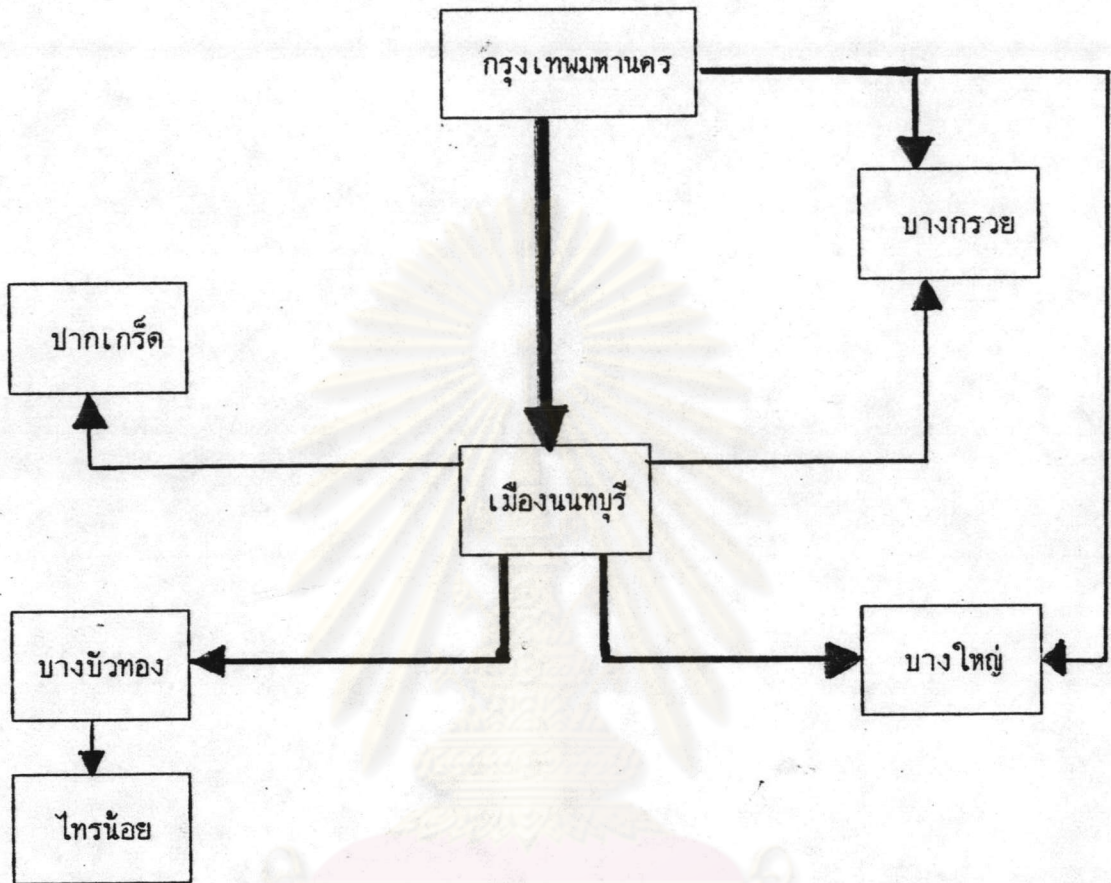 กรุงเทพมหานคร
บางกรวย
ปากเกร็ด
เมืองนนทบุรี
บางบัวทอง
บางใหญ่
ไทรน้อย